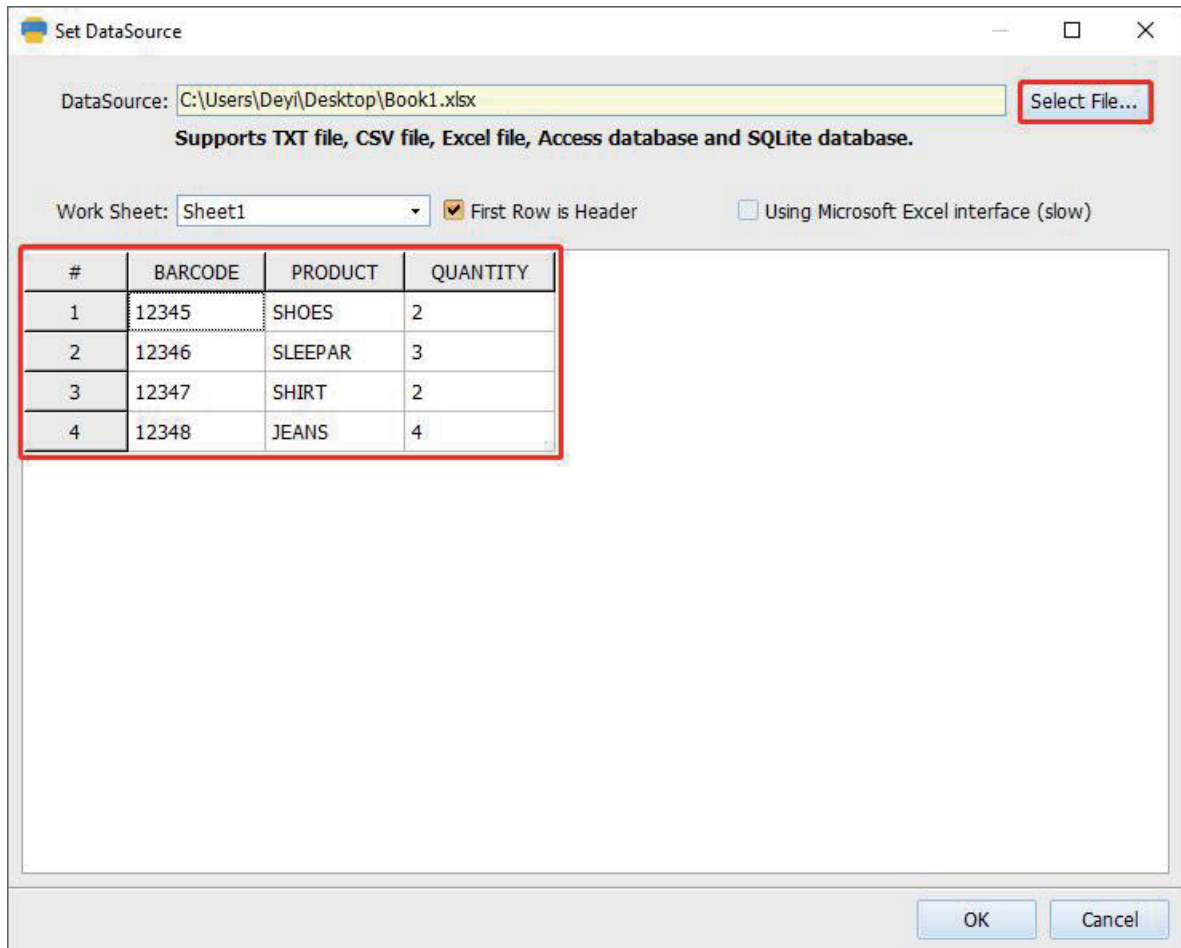 Set DataSource
DataSource: C:\Users\Deyi\Desktop\Book1.xlsx Select File...
Supports TXT file, CSV file, Excel file, Access database and SQLite database.
Work Sheet: Sheet1 First Row is Header Using Microsoft Excel interface (slow)
# BARCODE PRODUCT QUANTITY
1 12345 SHOES 2
2 12346 SLEEPAR 3
3 12347 SHIRT 2
4 12348 JEANS 4
OK Cancel